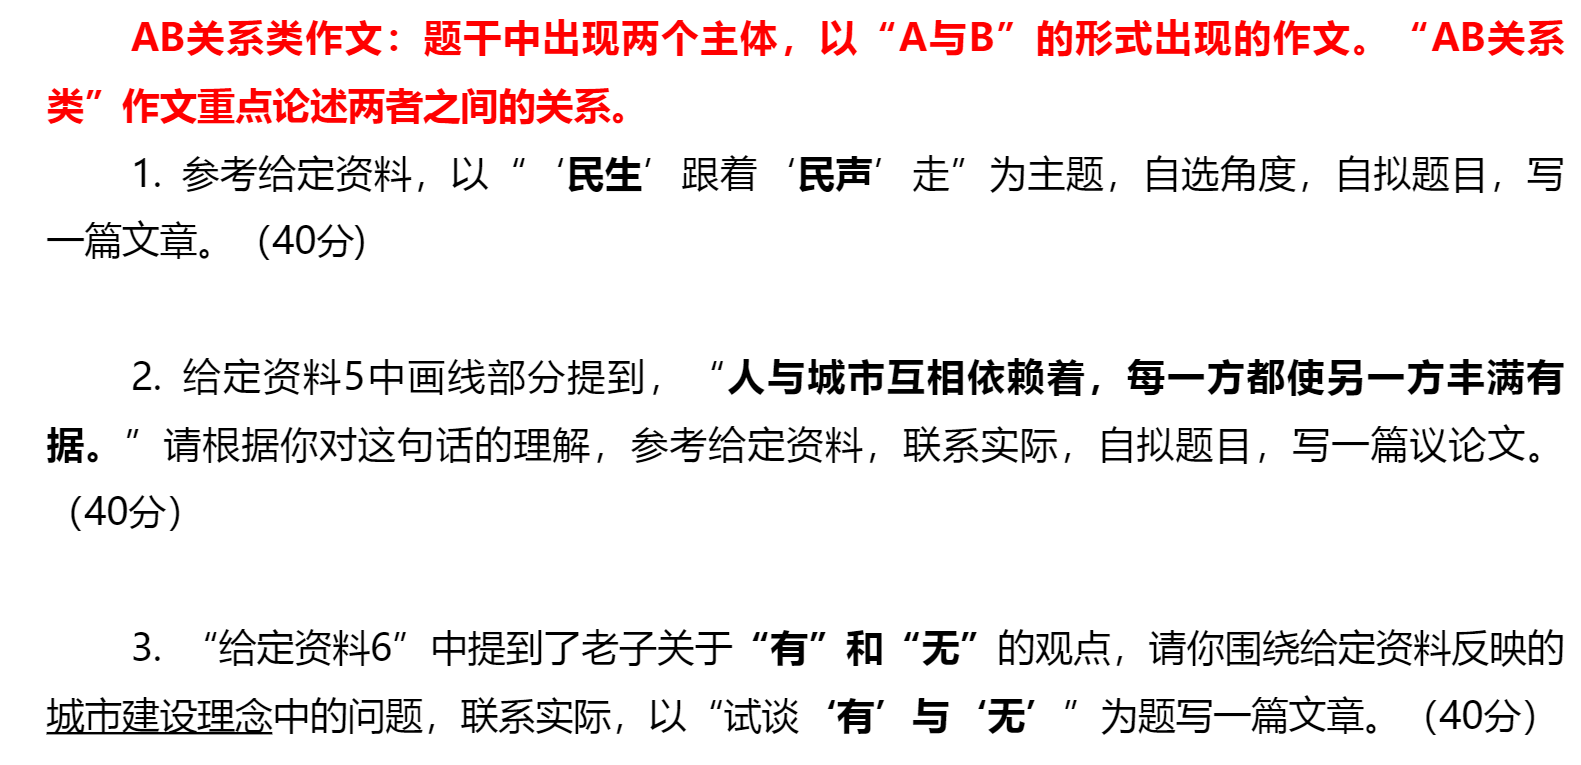 AB关系类作文：题干中出现两个主体，以“A与B”的形式出现的作文。“AB关系
类”作文重点论述两者之间的关系。
1. 参考给定资料，以“‘民生’跟着‘民声’走”为主题，自选角度，自拟题目，写
一篇文章。（40分)
2. 给定资料5中画线部分提到，“人与城市互相依赖着，每一方都使另一方丰满有
据。”请根据你对这句话的理解，参考给定资料，联系实际，自拟题目，写一篇议论文。
（40分）
3. “给定资料6”中提到了老子关于“有”和“无”的观点，请你围绕给定资料反映的
城市建设理念中的问题，联系实际，以“试谈‘有’与‘无’”为题写一篇文章。（40分）